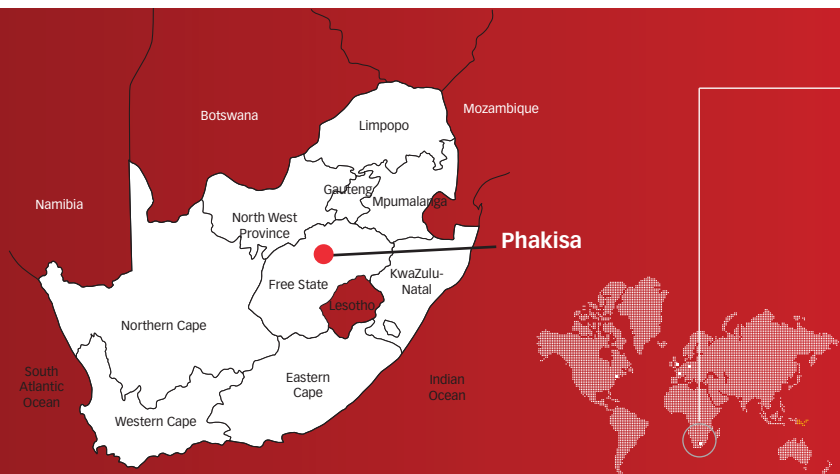 Botswana
Mozambique
Limpopo
Gauteng
Mpumalanga
Namibia
North West
Province
Phakisa
Free State
KwaZulu-
Natal
Lesotho
Northern Cape
South
Atlantic
Ocean
Eastern
Cape
Indian
Ocean
Western Cape